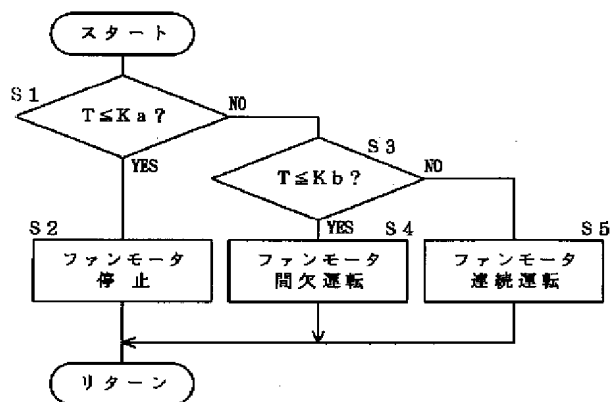 スタート
S1
T≦Ka?
NO
YES
S3
T≦Kb?
NO
YES
S2
ファンモータ
停止
S4
ファンモータ
間欠運転
S5
ファンモータ
連続運転
リターン